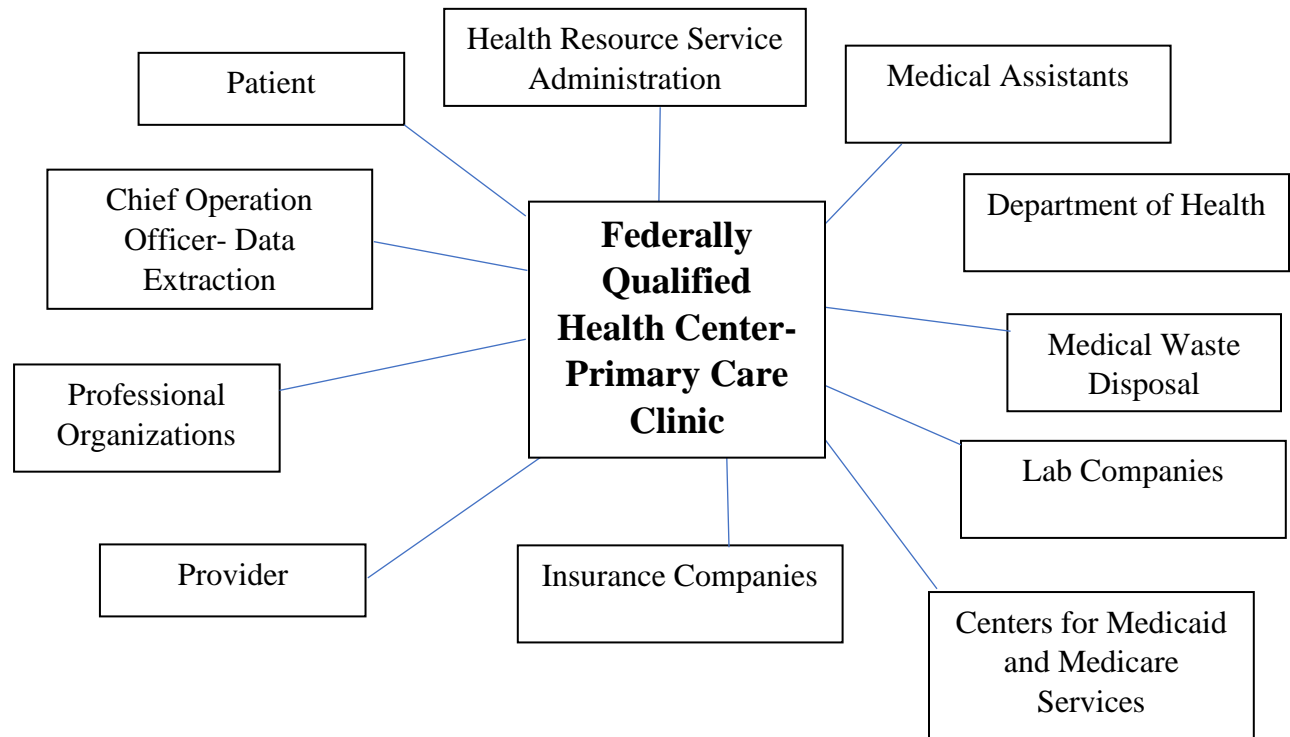 Health Resource Service
Administration
Patient
Medical Assistants
Chief Operation
Officer- Data
Extraction
Department of Health
Federally
Qualified
Health Center-
Primary Care
Clinic
Medical Waste
Disposal
Professional
Organizations
Lab Companies
Provider
Insurance Companies
Centers for Medicaid
and Medicare
Services